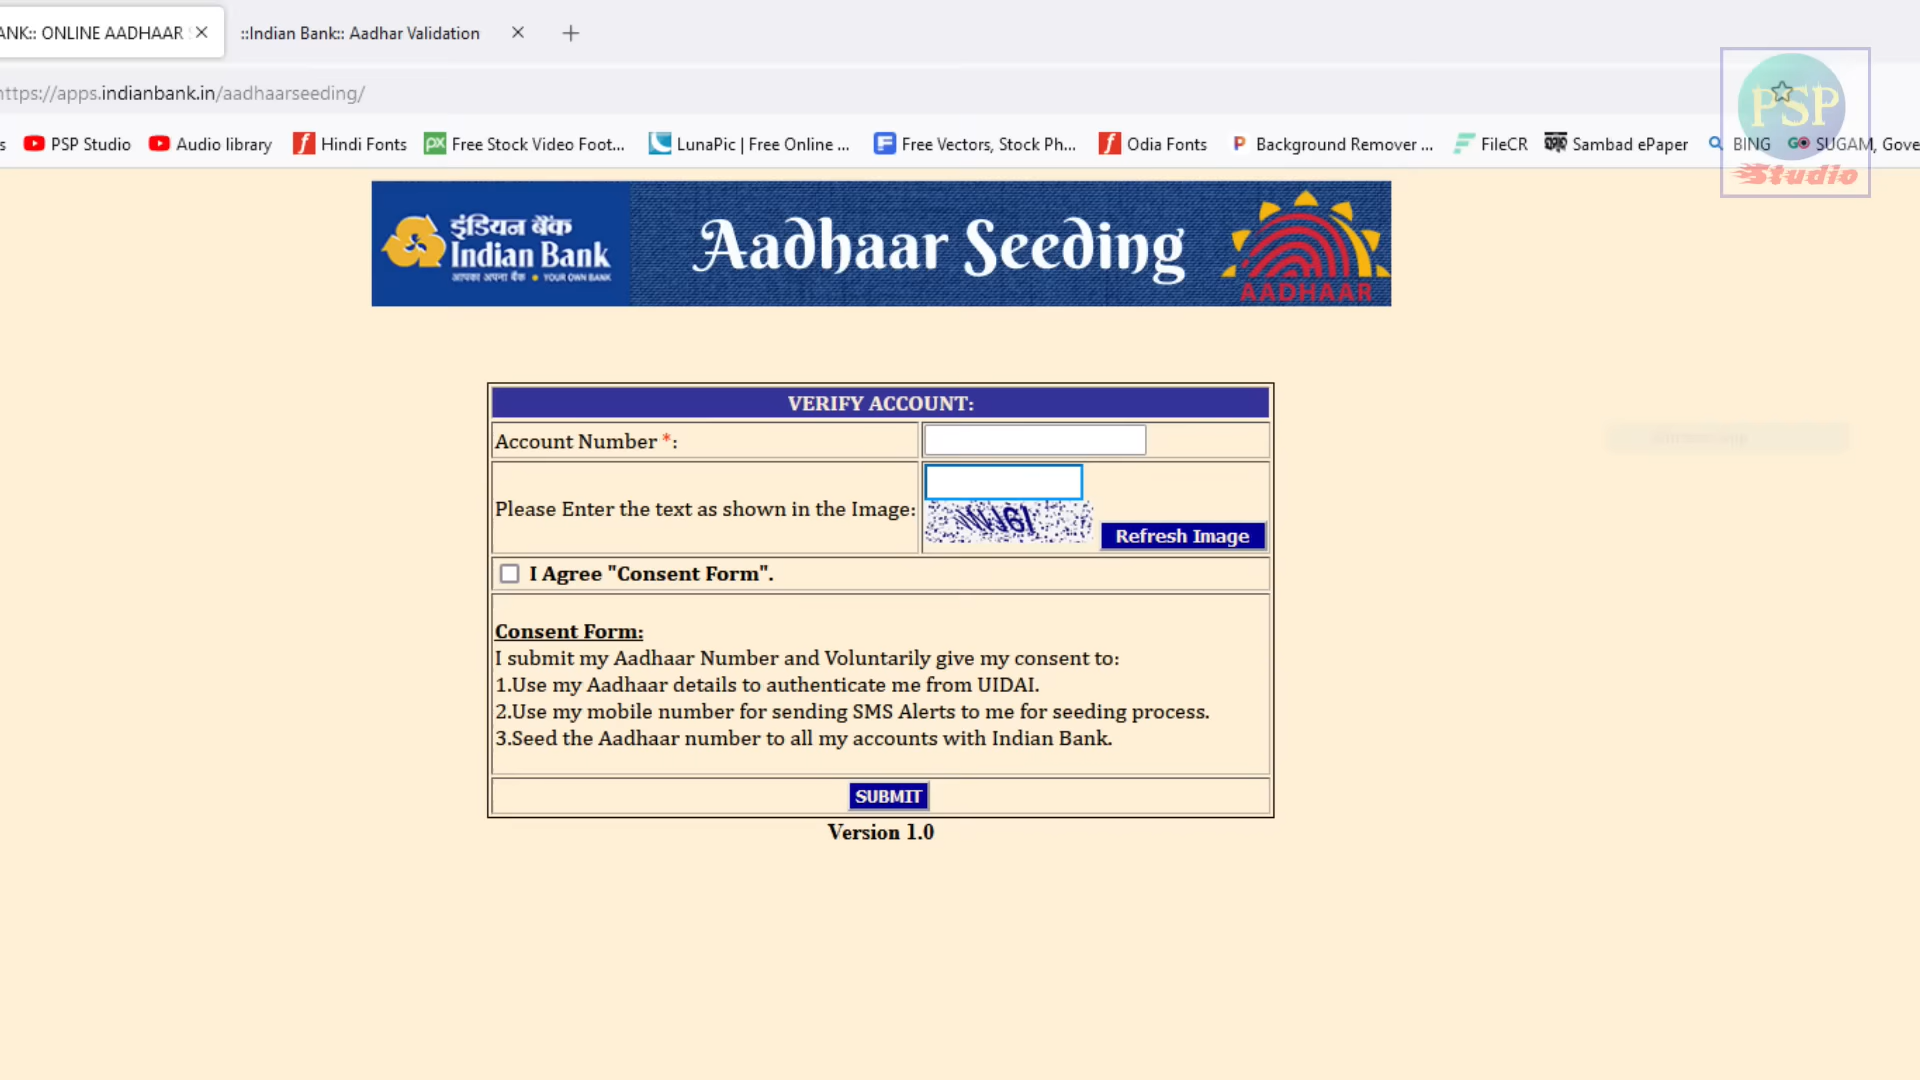 ANK:: ONLINE AADHAAR
::Indian Bank:: Aadhar Validation
https://apps.indianbank.in/aadhaarseeding/
s PSP Studio Audio library Hindi Fonts Free Stock Video Foot... LunaPic | Free Online ... Free Vectors, Stock Ph... Odia Fonts Background Remover ... FileCR Sambad ePaper BING SUGAM, Gove
PSP
Studio
इंडियन बैंक
Indian Bank
आपका अपना बैंक YOUR OWN BANK
Aadhaar Seeding
AADHAAR
VERIFY ACCOUNT:
Account Number *:
Please Enter the text as shown in the Image:
Refresh Image
I Agree "Consent Form".
Consent Form:
I submit my Aadhaar Number and Voluntarily give my consent to:
1.Use my Aadhaar details to authenticate me from UIDAI.
2.Use my mobile number for sending SMS Alerts to me for seeding process.
3.Seed the Aadhaar number to all my accounts with Indian Bank.
SUBMIT
Version 1.0